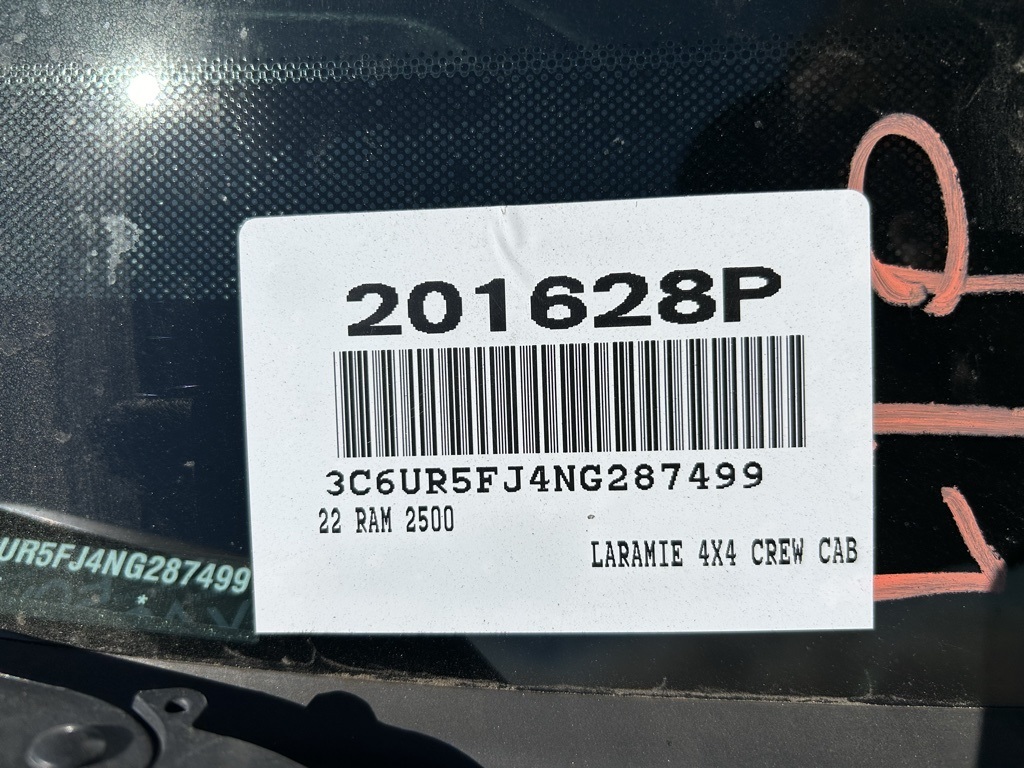 201628P
3C6UR5FJ4NG287499
22 RAM 2500
LARAMIE 4X4 CREW CAB
UR5FJ4NG287499
*